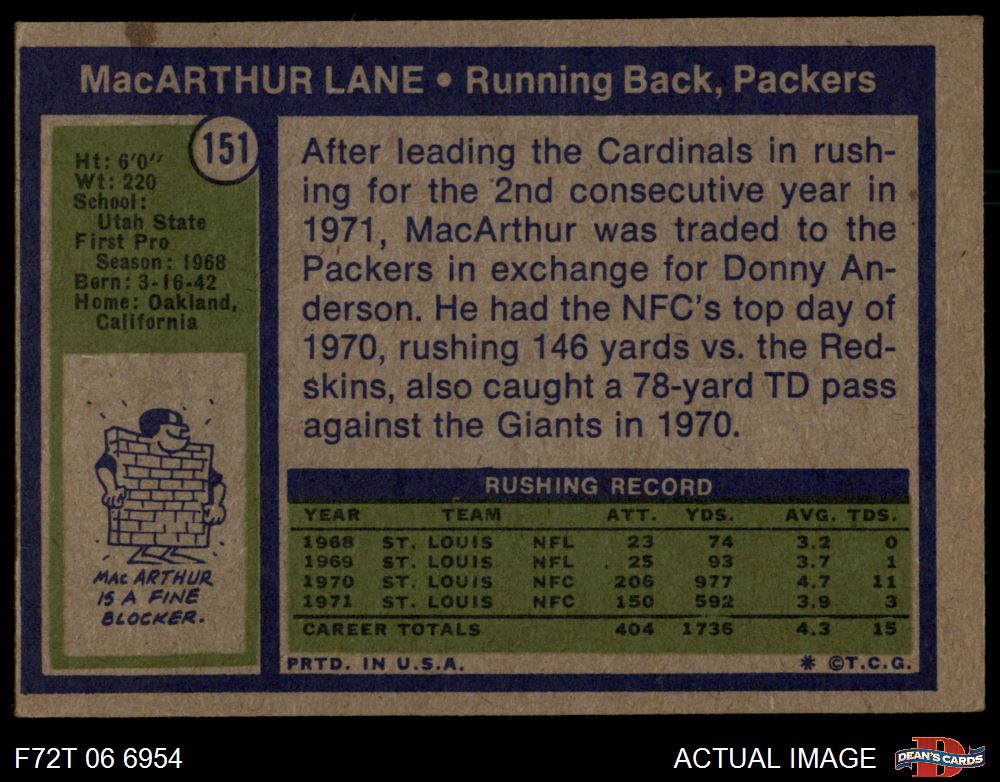 MacARTHUR LANE • Running Back, Packers
151
Ht: 6'0"
Wt: 220
School:
Utah State
First Pro
Season: 1968
Born: 3-16-42
Home: Oakland,
California
MAC ARTHUR
IS A FINE
BLOCKER.
After leading the Cardinals in rush-
ing for the 2nd consecutive year in
1971, MacArthur was traded to the
Packers in exchange for Donny An-
derson. He had the NFC's top day of
1970, rushing 146 yards vs. the Red-
skins, also caught a 78-yard TD pass
against the Giants in 1970.
RUSHING RECORD
YEAR TEAM ATT. YDS. AVG. TDS.
1968 ST. LOUIS NFL 23 74 3.2 0
1969 ST. LOUIS NFL 25 93 3.7 1
1970 ST. LOUIS NFC 206 977 4.7 11
1971 ST. LOUIS NFC 150 592 3.9 3
CAREER TOTALS 404 1736 4.3 15
PRTD. IN U.S.A. * ©T.C.G.
F72T 06 6954 ACTUAL IMAGE
D
DEAN'S CARDS